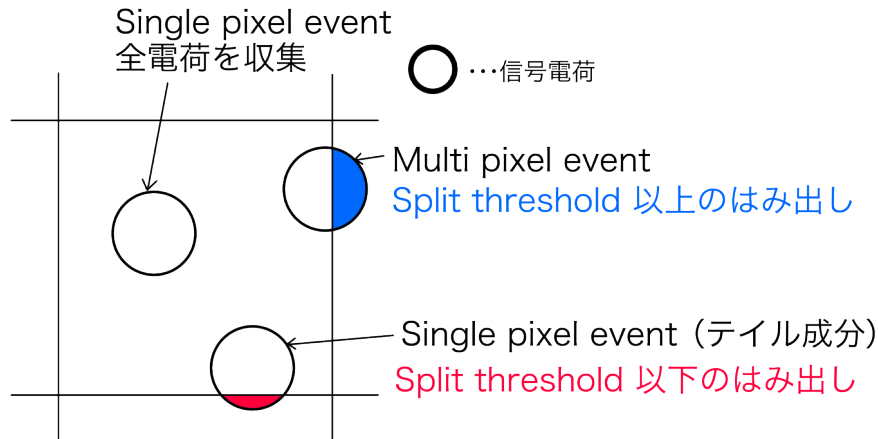 Single pixel event
全電荷を収集
…信号電荷
Multi pixel event
Split threshold 以上のはみ出し
Single pixel event（テイル成分）
Split threshold 以下のはみ出し